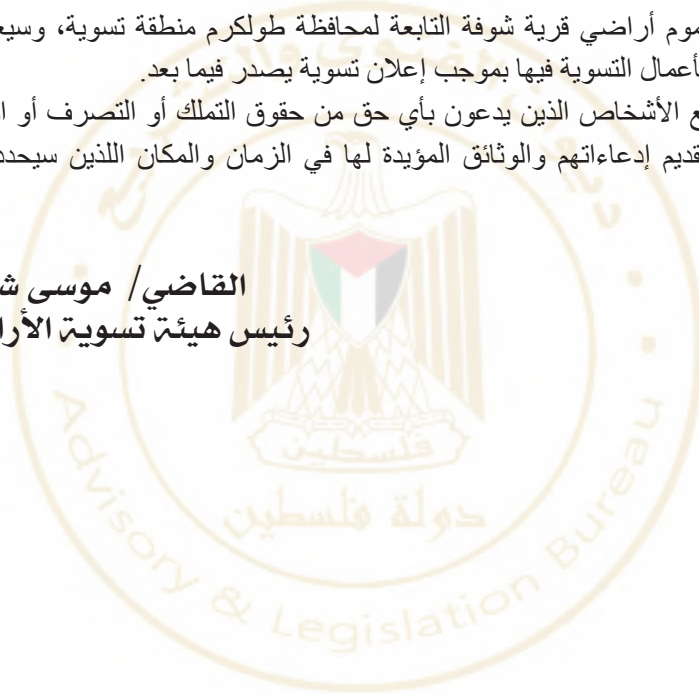 موم أراضي قرية شوفة التابعة لمحافظة طولكرم منطقة تسوية، وسيع
أعمال التسوية فيها بموجب إعلان تسوية يصدر فيما بعد.
ع الأشخاص الذين يدعون بأي حق من حقوق التملك أو التصرف أو ا
قديم إدعاءاتهم والوثائق المؤيدة لها في الزمان والمكان اللذين سيحدد
القاضي/ موسى ش
رئيس هيئة تسوية الأرا
فلسطين
دولة فلسطين
Advisory & Legislation Bureau